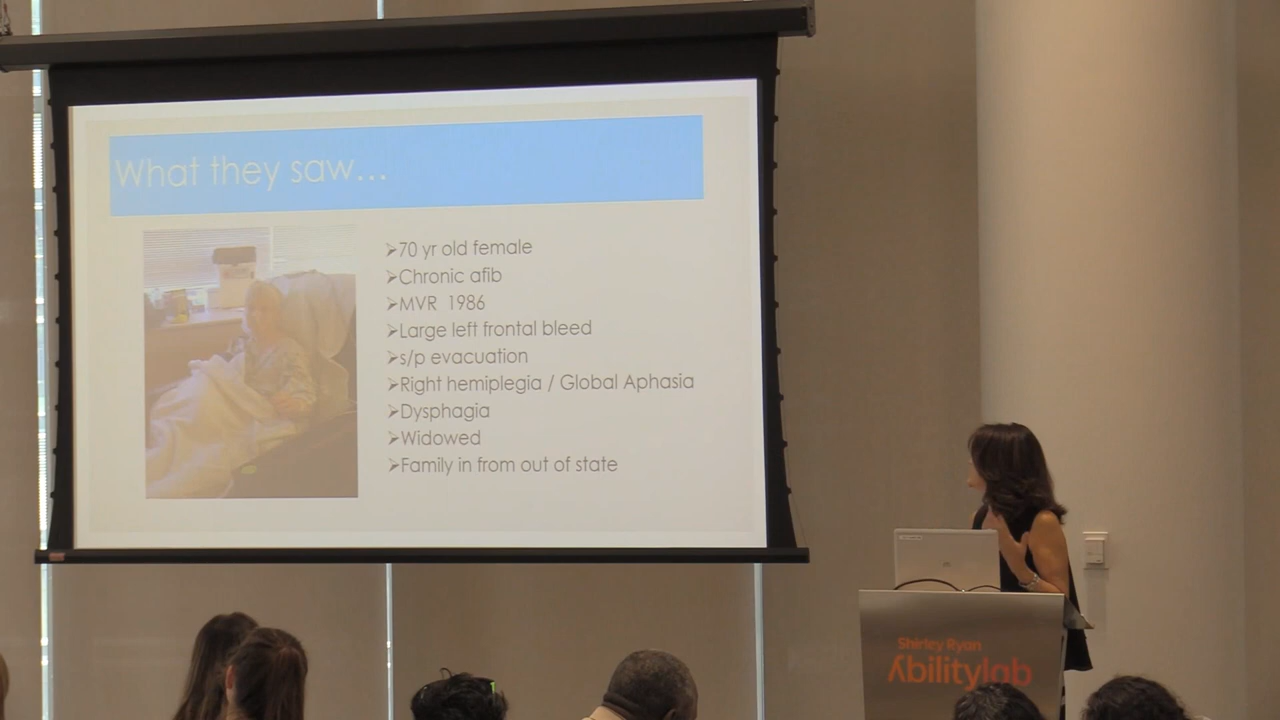 What they saw...
➢70 yr old female
➢Chronic afib
➢MVR 1986
➢Large left frontal bleed
➢s/p evacuation
➢Right hemiplegia / Global Aphasia
➢Dysphagia
➢Widowed
➢Family in from out of state
Shirley Ryan
Abilitylab